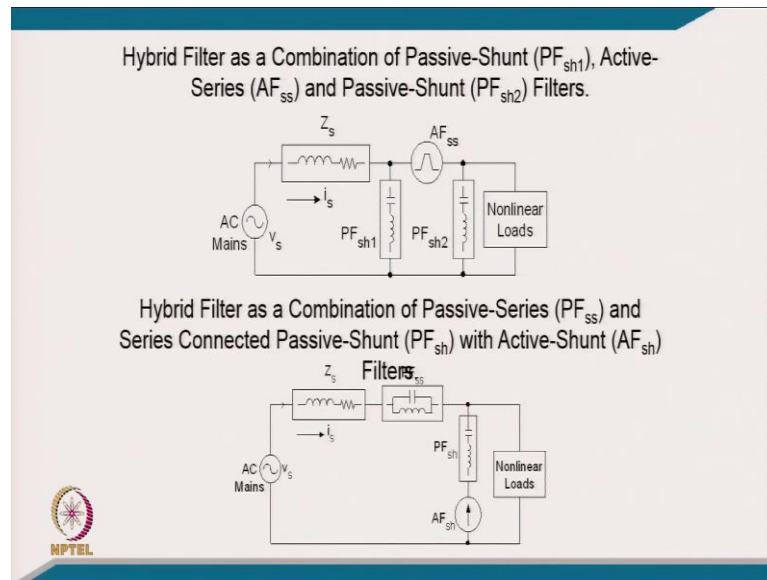 Hybrid Filter as a Combination of Passive-Shunt (PFsh1), Active-
Series (AFss) and Passive-Shunt (PFsh2) Filters.
Zs
AFss
is
AC
Mains
vs
PFsh1
PFsh2
Nonlinear
Loads
Hybrid Filter as a Combination of Passive-Series (PFss) and
Series Connected Passive-Shunt (PFsh) with Active-Shunt (AFsh)
Filters.
Zs
PFss
is
PFsh
AC
Mains
vs
Nonlinear
Loads
AFsh
NPTEL